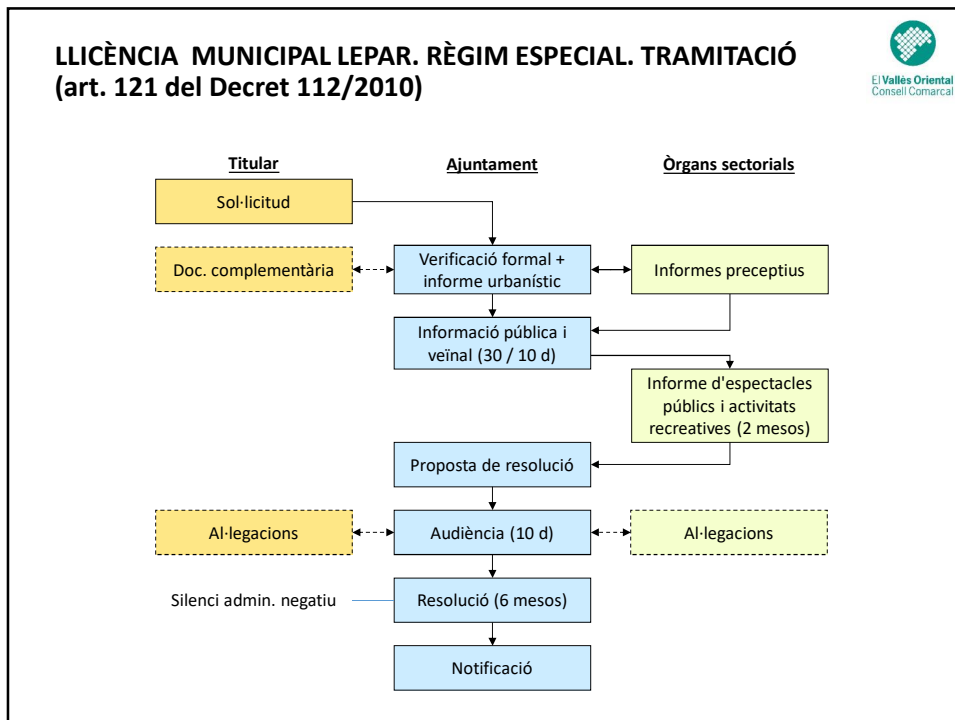 LLICÈNCIA  MUNICIPAL LEPAR. RÈGIM ESPECIAL. TRAMITACIÓ
(art. 121 del Decret 112/2010)
El Vallès Oriental
Consell Comarcal
Titular
Ajuntament
Òrgans sectorials
Sol·licitud
Doc. complementària
Verificació formal +
informe urbanístic
Informes preceptius
Informació pública i
veïnal (30 / 10 d)
Informe d'espectacles
públics i activitats
recreatives (2 mesos)
Proposta de resolució
Al·legacions
Audiència (10 d)
Al·legacions
Silenci admin. negatiu
Resolució (6 mesos)
Notificació